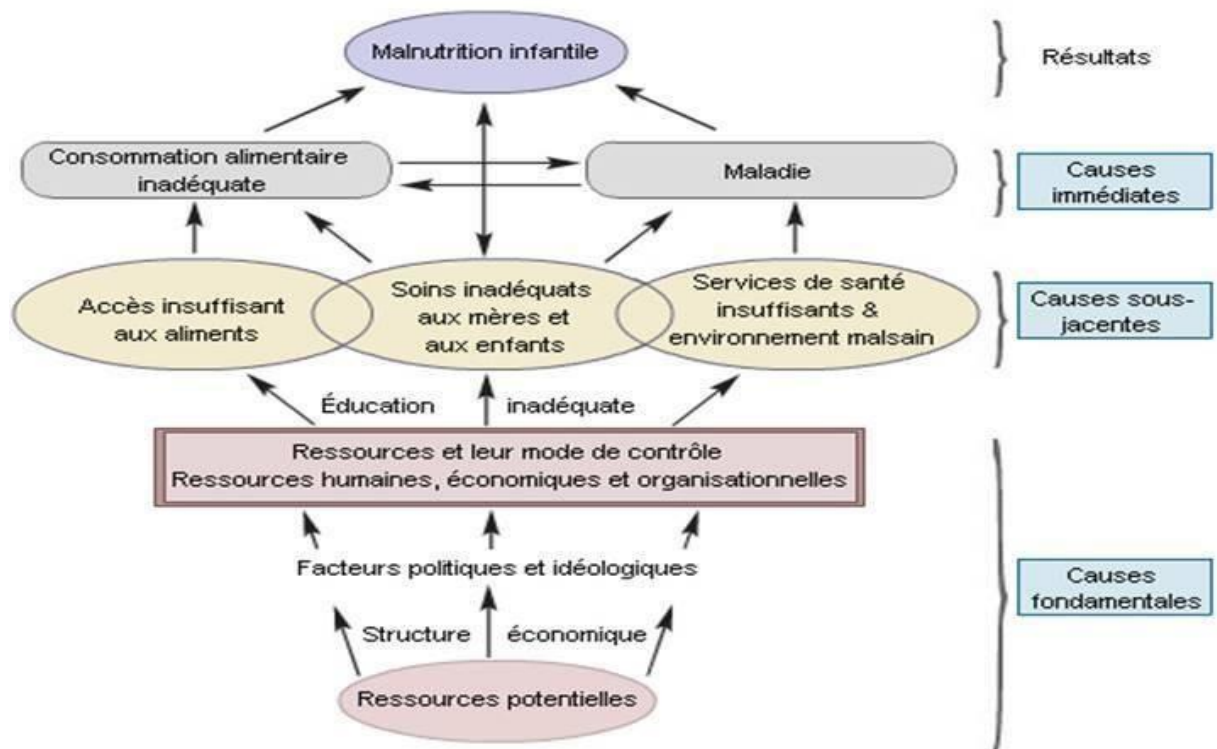 Malnutrition infantile
Résultats
Consommation alimentaire
inadéquate
Maladie
Causes
immédiates
Accès insuffisant
aux aliments
Soins inadéquats
aux mères et
aux enfants
Services de santé
insuffisants &
environnement malsain
Causes sous-
jacentes
Éducation inadéquate
Ressources et leur mode de contrôle
Ressources humaines, économiques et organisationnelles
Facteurs politiques et idéologiques
Causes
fondamentales
Structure économique
Ressources potentielles